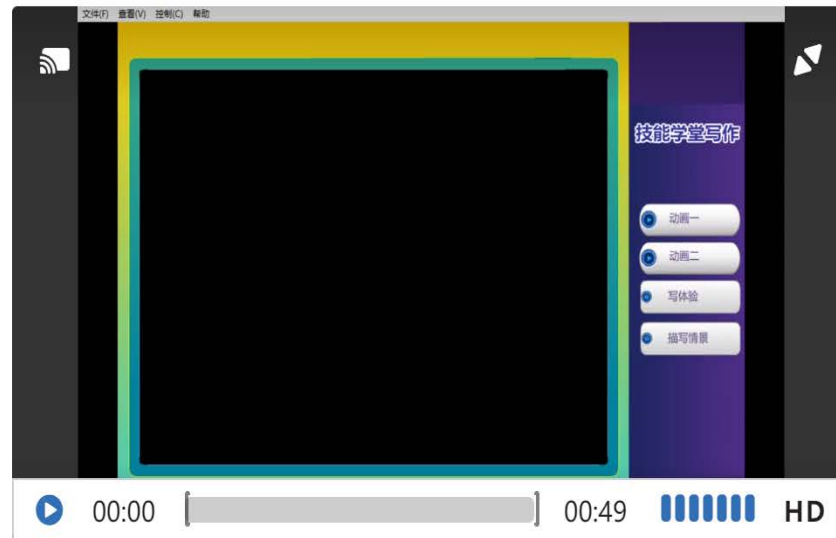 文件(F) 查看(V) 控制(C) 帮助
技能学堂写作
动画一
动画二
写体验
描写情景
00:00 00:49 HD